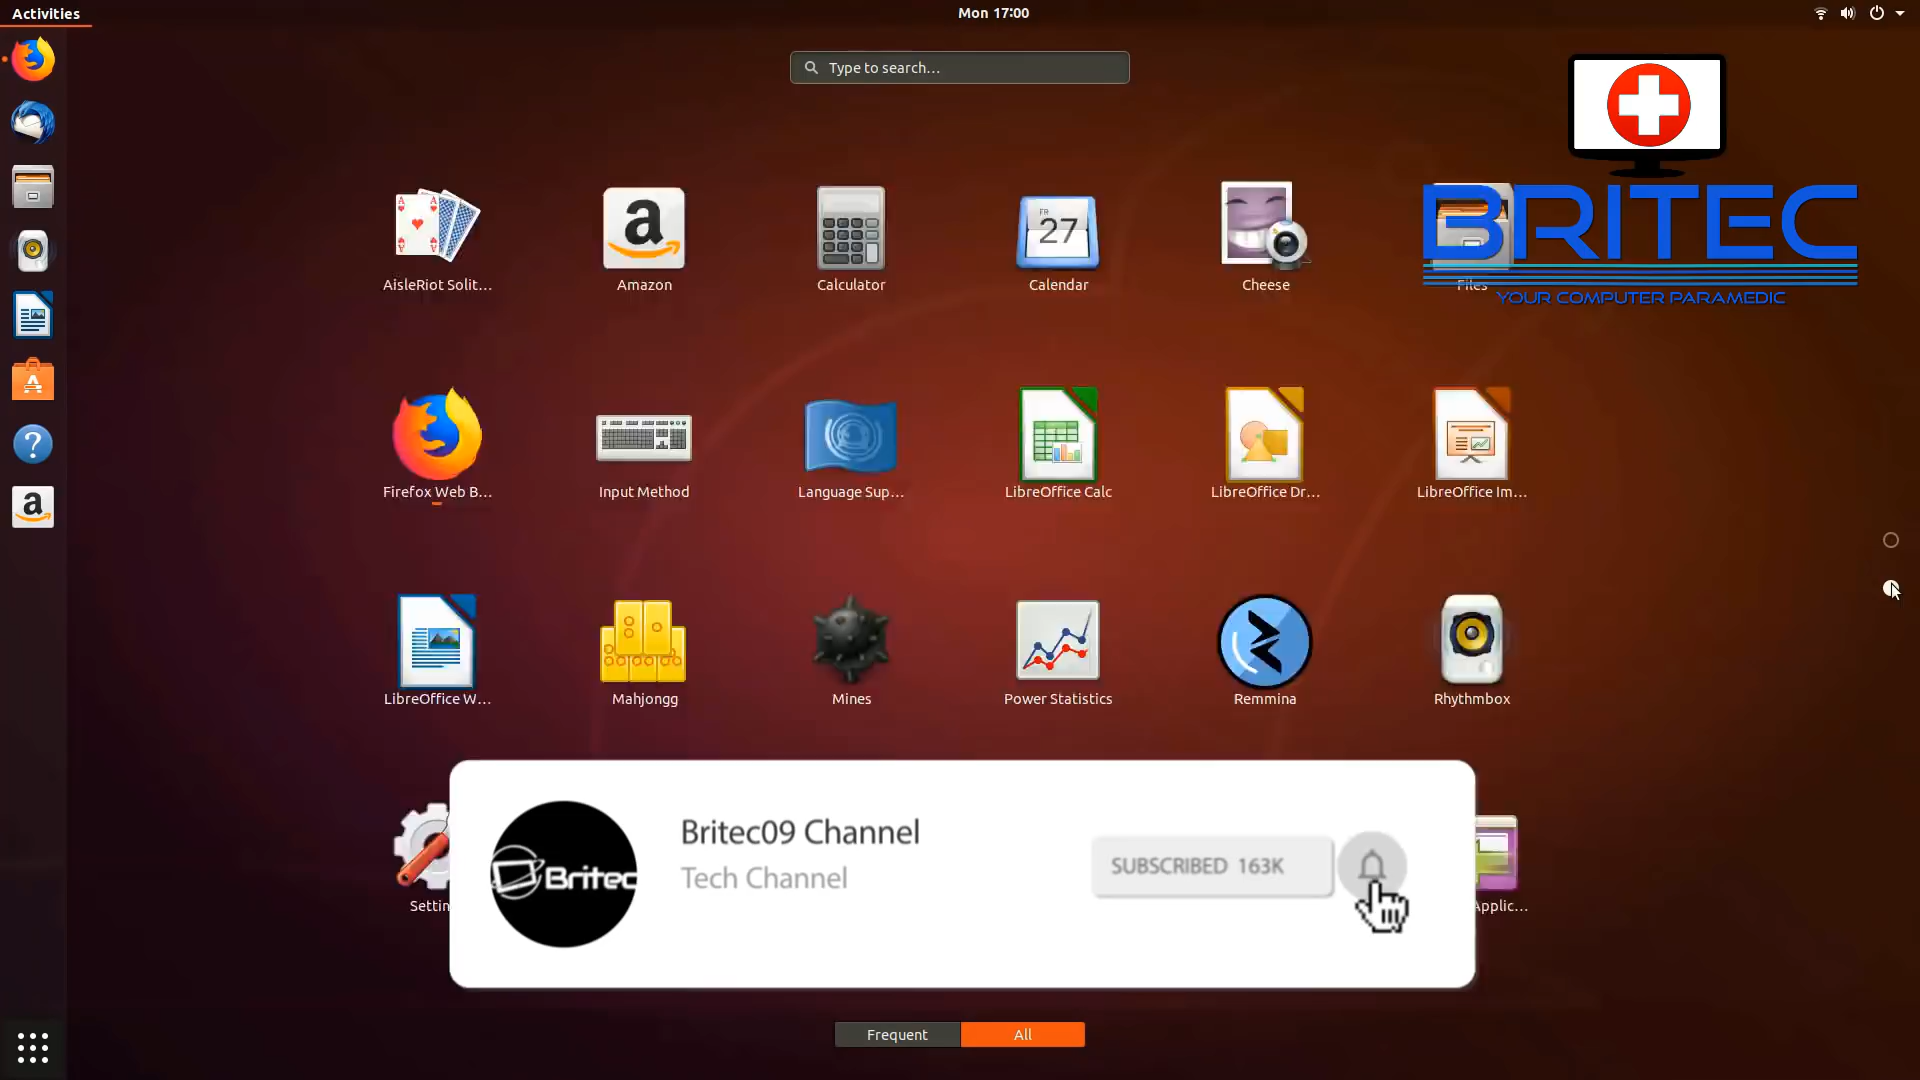 Activities
Mon 17:00
Type to search...
AisleRiot Solit...
Amazon
Calculator
FR
27
Calendar
Cheese
Files
BRITEC
YOUR COMPUTER PARAMEDIC
Firefox Web B...
Input Method
Language Sup...
LibreOffice Calc
LibreOffice Dr...
LibreOffice Im...
LibreOffice W...
Mahjongg
Mines
Power Statistics
Remmina
Rhythmbox
Settin
Applic...
Britec
Britec09 Channel
Tech Channel
SUBSCRIBED 163K
Frequent
All